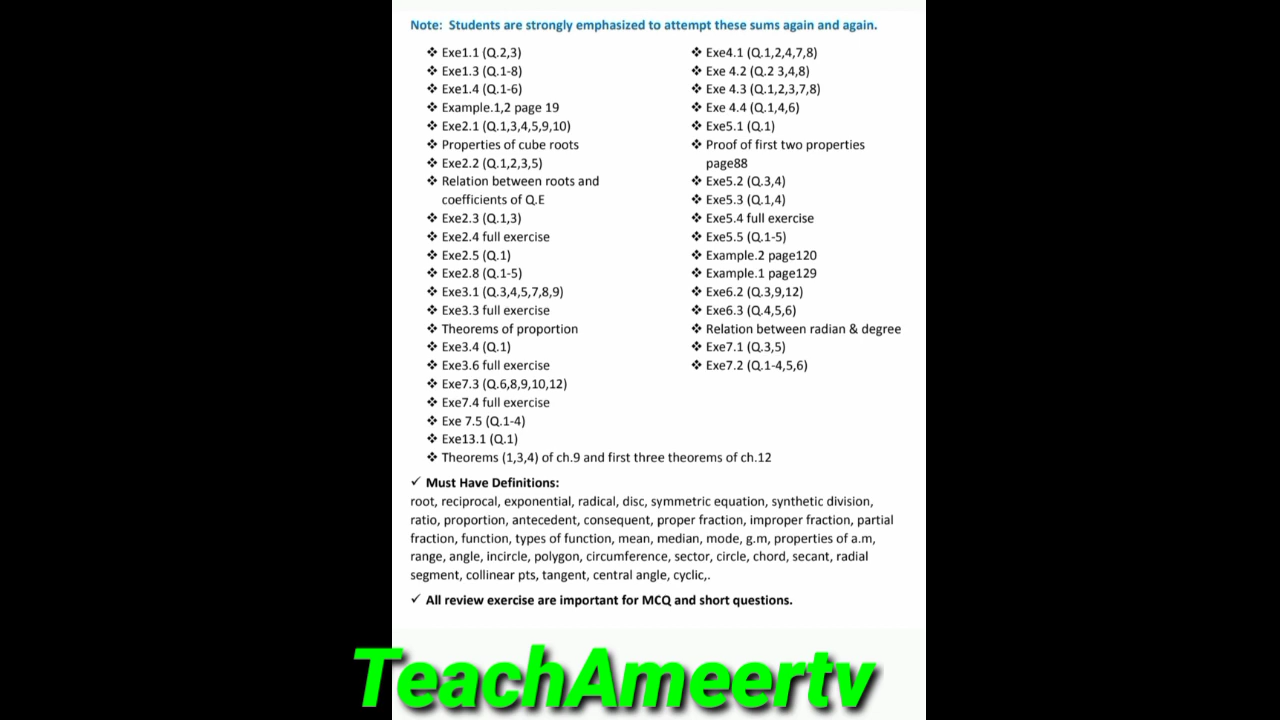 Note: Students are strongly emphasized to attempt these sums again and again.
❖ Exe1.1 (Q.2,3)
❖ Exe1.3 (Q.1-8)
❖ Exe1.4 (Q.1-6)
❖ Example.1,2 page 19
❖ Exe2.1 (Q.1,3,4,5,9,10)
❖ Properties of cube roots
❖ Exe2.2 (Q.1,2,3,5)
❖ Relation between roots and
coefficients of Q.E
❖ Exe2.3 (Q.1,3)
❖ Exe2.4 full exercise
❖ Exe2.5 (Q.1)
❖ Exe2.8 (Q.1-5)
❖ Exe3.1 (Q.3,4,5,7,8,9)
❖ Exe3.3 full exercise
❖ Theorems of proportion
❖ Exe3.4 (Q.1)
❖ Exe3.6 full exercise
❖ Exe7.3 (Q.6,8,9,10,12)
❖ Exe7.4 full exercise
❖ Exe 7.5 (Q.1-4)
❖ Exe13.1 (Q.1)
❖ Theorems (1,3,4) of ch.9 and first three theorems of ch.12
❖ Exe4.1 (Q.1,2,4,7,8)
❖ Exe 4.2 (Q.2 3,4,8)
❖ Exe 4.3 (Q.1,2,3,7,8)
❖ Exe 4.4 (Q.1,4,6)
❖ Exe5.1 (Q.1)
❖ Proof of first two properties
page88
❖ Exe5.2 (Q.3,4)
❖ Exe5.3 (Q.1,4)
❖ Exe5.4 full exercise
❖ Exe5.5 (Q.1-5)
❖ Example.2 page120
❖ Example.1 page129
❖ Exe6.2 (Q.3,9,12)
❖ Exe6.3 (Q.4,5,6)
❖ Relation between radian & degree
❖ Exe7.1 (Q.3,5)
❖ Exe7.2 (Q.1-4,5,6)
✓ Must Have Definitions:
root, reciprocal, exponential, radical, disc, symmetric equation, synthetic division,
ratio, proportion, antecedent, consequent, proper fraction, improper fraction, partial
fraction, function, types of function, mean, median, mode, g.m, properties of a.m,
range, angle, incircle, polygon, circumference, sector, circle, chord, secant, radial
segment, collinear pts, tangent, central angle, cyclic,.
✓ All review exercise are important for MCQ and short questions.
TeachAmeertv